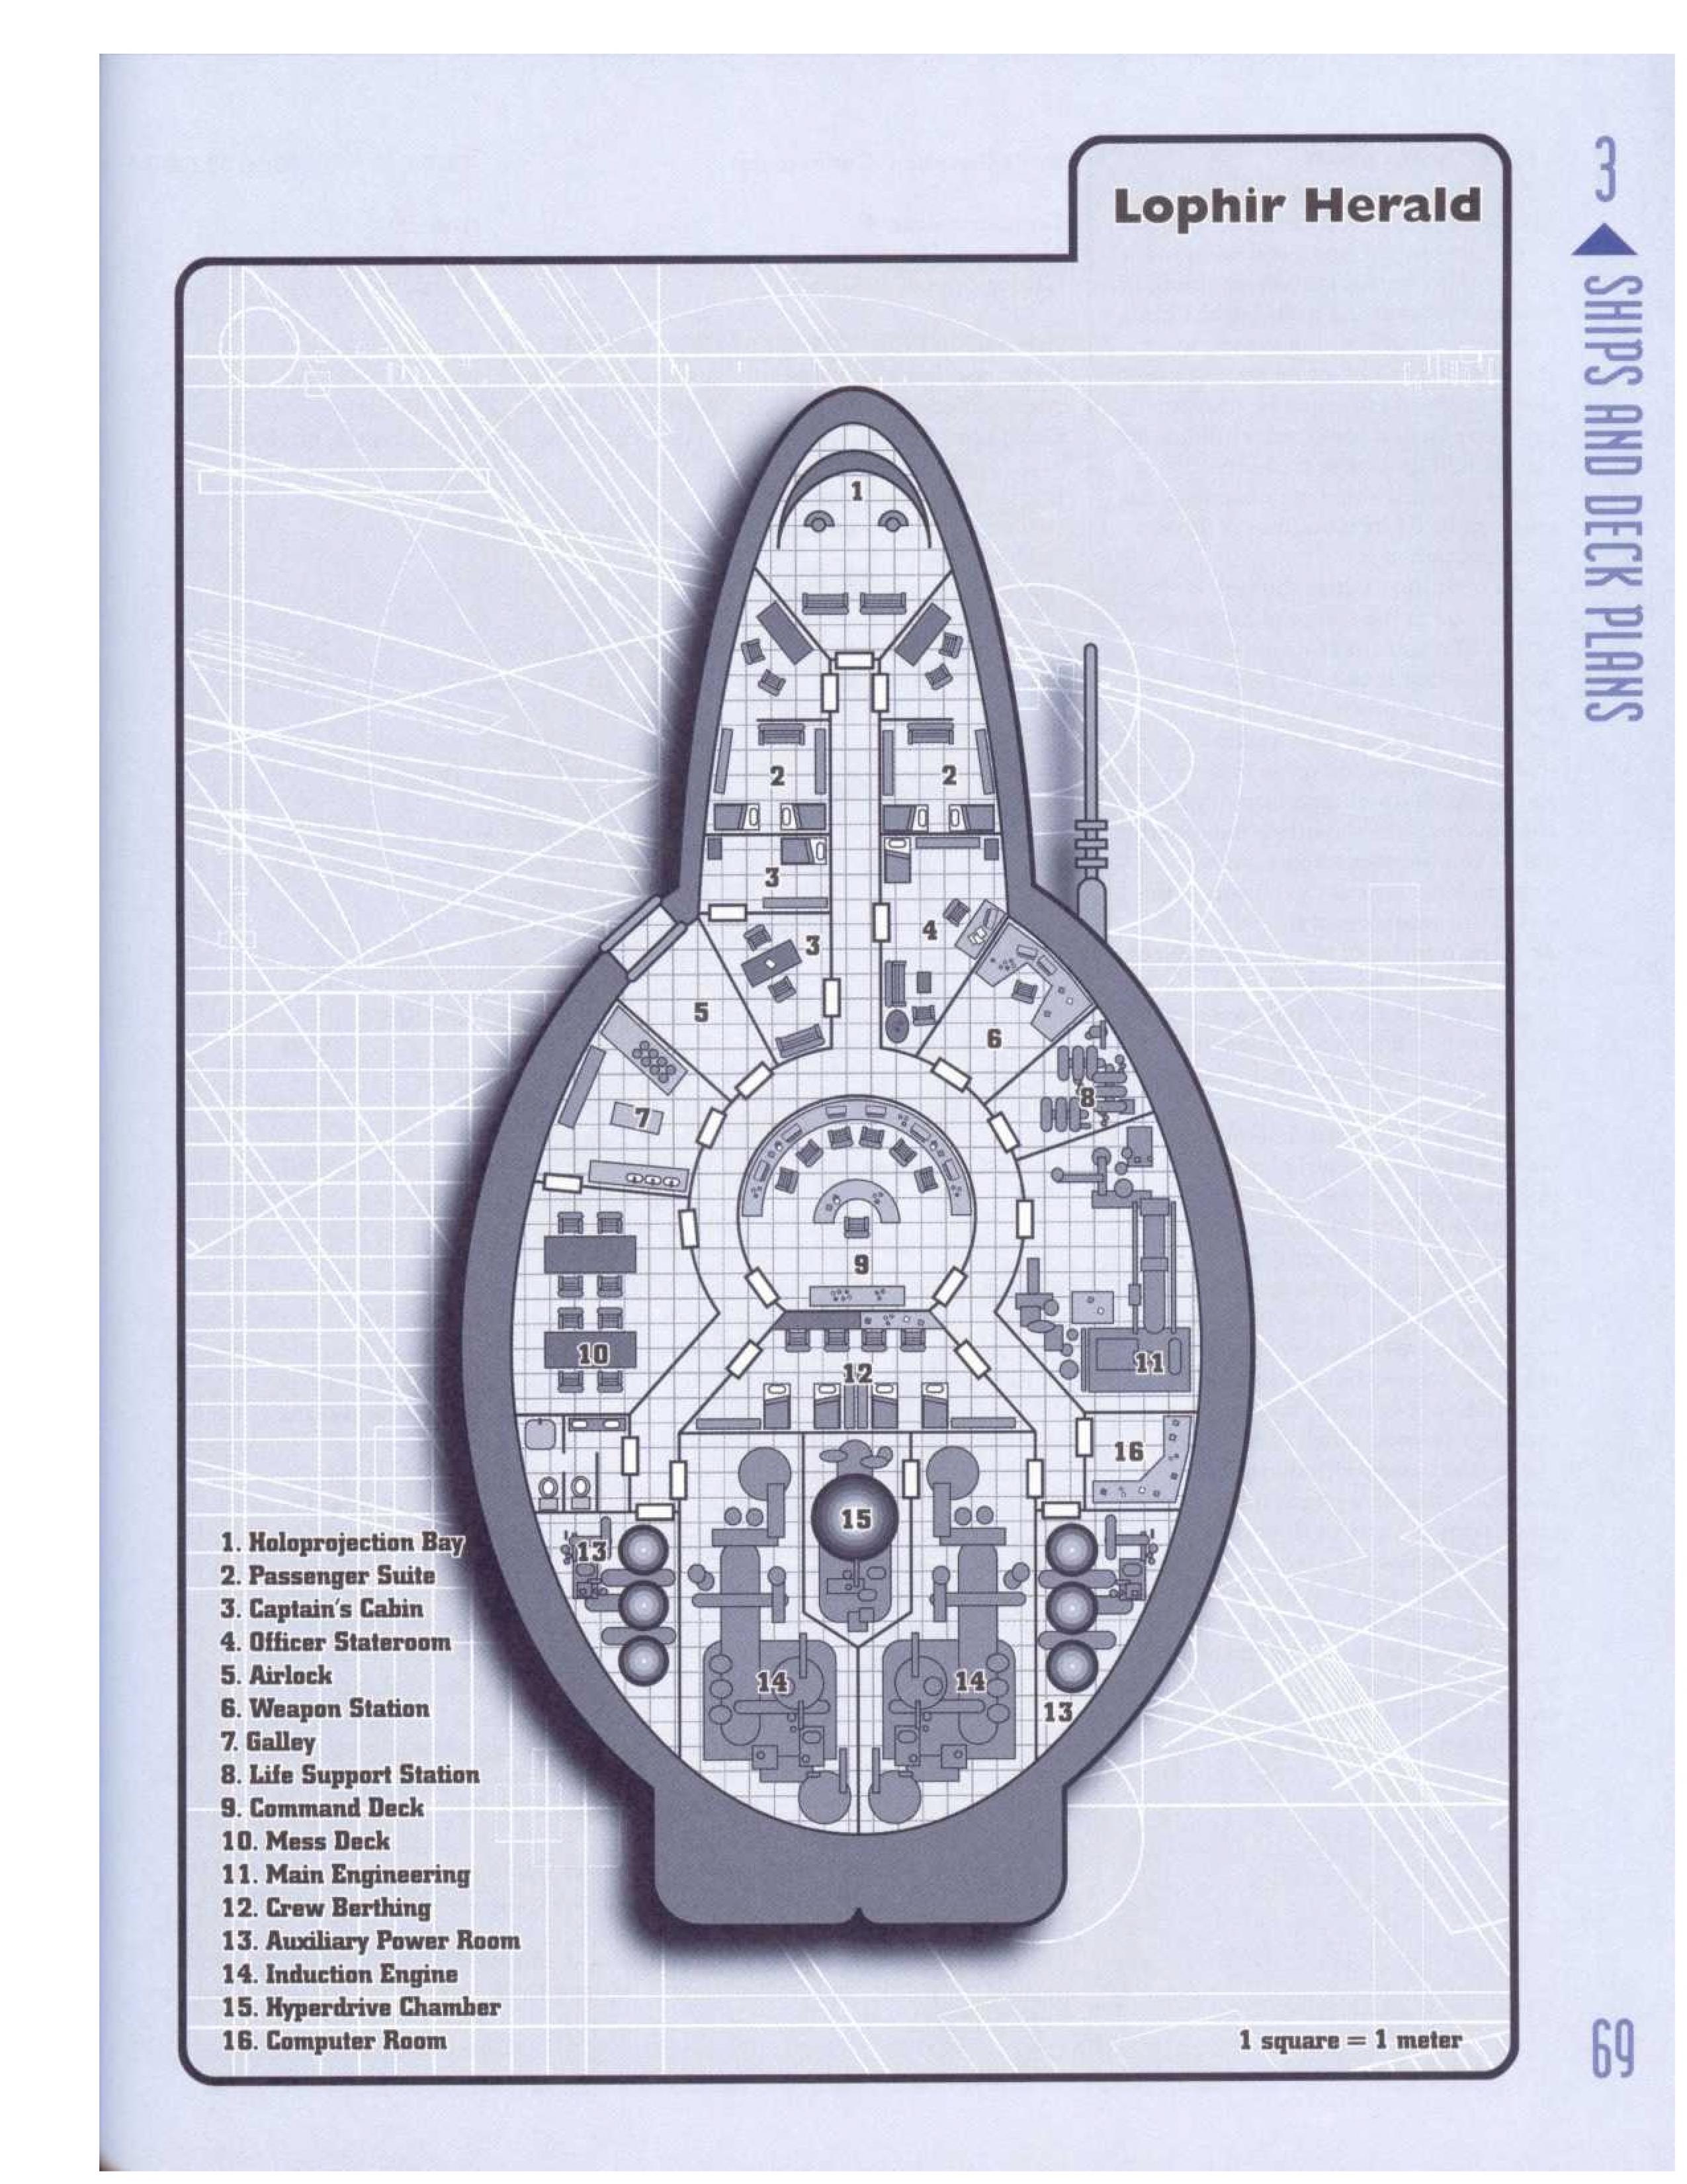 Lophir Herald
3
SHIPS AND DECK PLANS
1
2
2
3
3
4
5
6
7
8
9
10
11
12
16
15
13
14
14
13
1. Holoprojection Bay
2. Passenger Suite
3. Captain's Cabin
4. Officer Stateroom
5. Airlock
6. Weapon Station
7. Galley
8. Life Support Station
9. Command Deck
10. Mess Deck
11. Main Engineering
12. Crew Berthing
13. Auxiliary Power Room
14. Induction Engine
15. Hyperdrive Chamber
16. Computer Room
1 square = 1 meter
69